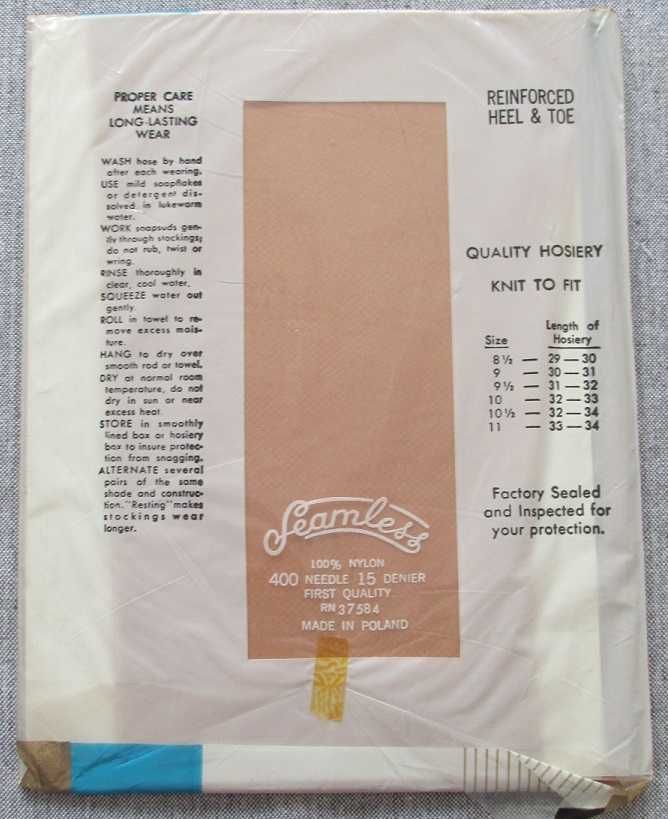 PROPER CARE
MEANS
LONG-LASTING
WEAR
WASH hose by hand
after each wearing.
USE mild soapflakes
or detergent dis-
solved in lukewarm
water.
WORK soapsuds gen-
tly through stockings;
do not rub, twist or
wring.
RINSE thoroughly in
clear, cool water.
SQUEEZE water out
gently.
ROLL in towel to re-
move excess mois-
ture.
HANG to dry over
smooth rod or towel.
DRY at normal room
temperature, do not
dry in sun or near
excess heat.
STORE in smoothly
lined box or hosiery
box to insure protec-
tion from snagging.
ALTERNATE several
pairs of the same
shade and construc-
tion. "Resting" makes
stockings wear
longer.
Seamless
100% NYLON
400 NEEDLE 15 DENIER
FIRST QUALITY
RN 37584
MADE IN POLAND
REINFORCED
HEEL & TOE
QUALITY HOSIERY
KNIT TO FIT
Length of
Size Hosiery
8½ — 29 — 30
9 — 30 — 31
9½ — 31 — 32
10 — 32 — 33
10½ — 32 — 34
11 — 33 — 34
Factory Sealed
and Inspected for
your protection.